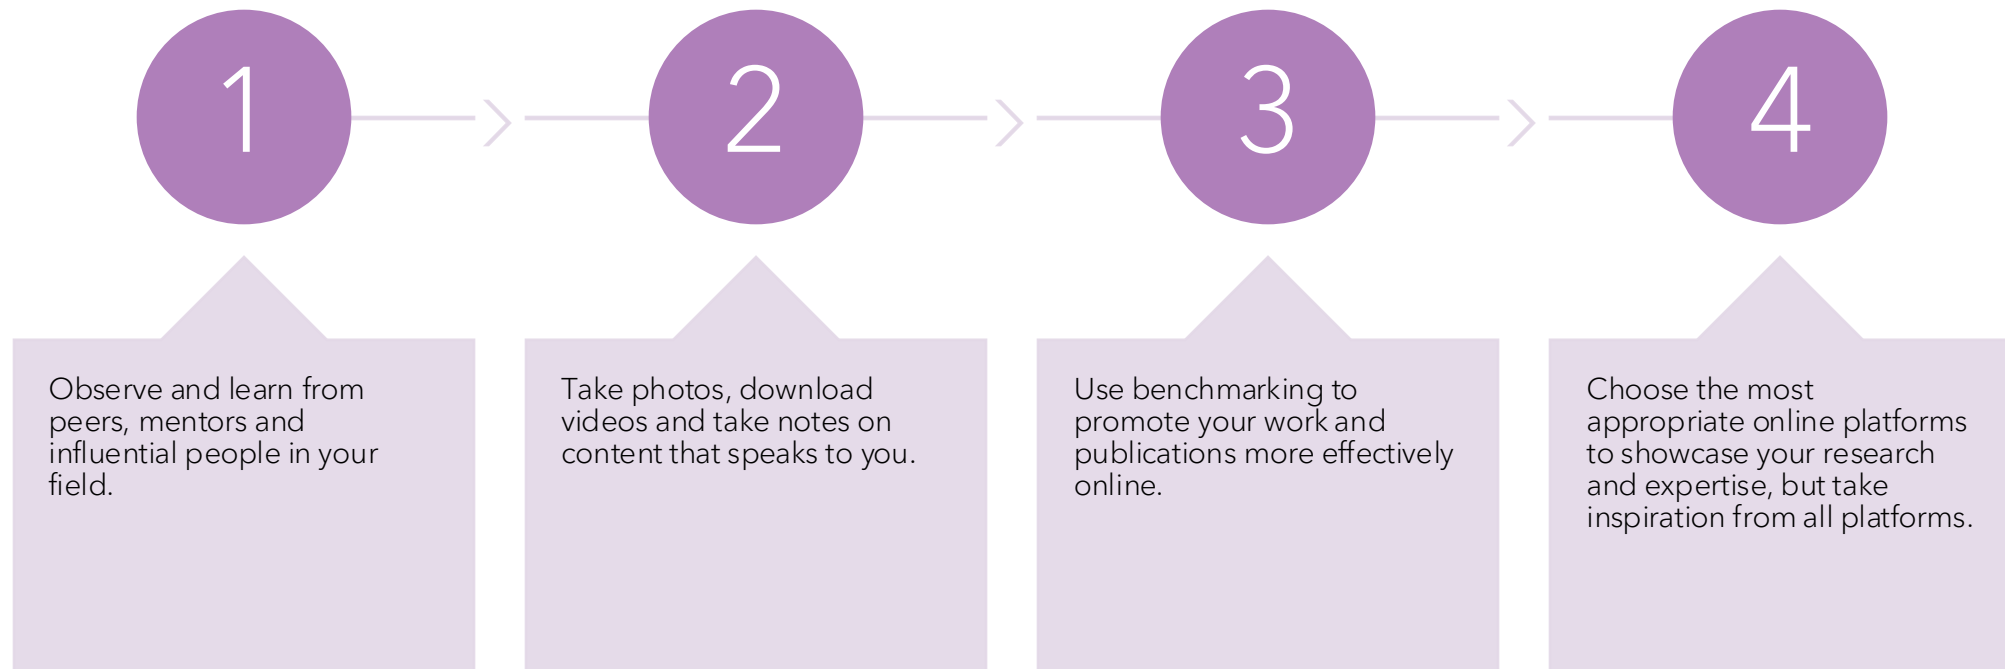 1
2
3
4
Observe and learn from
peers, mentors and
influential people in your
field.
Take photos, download
videos and take notes on
content that speaks to you.
Use benchmarking to
promote your work and
publications more effectively
online.
Choose the most
appropriate online platforms
to showcase your research
and expertise, but take
inspiration from all platforms.